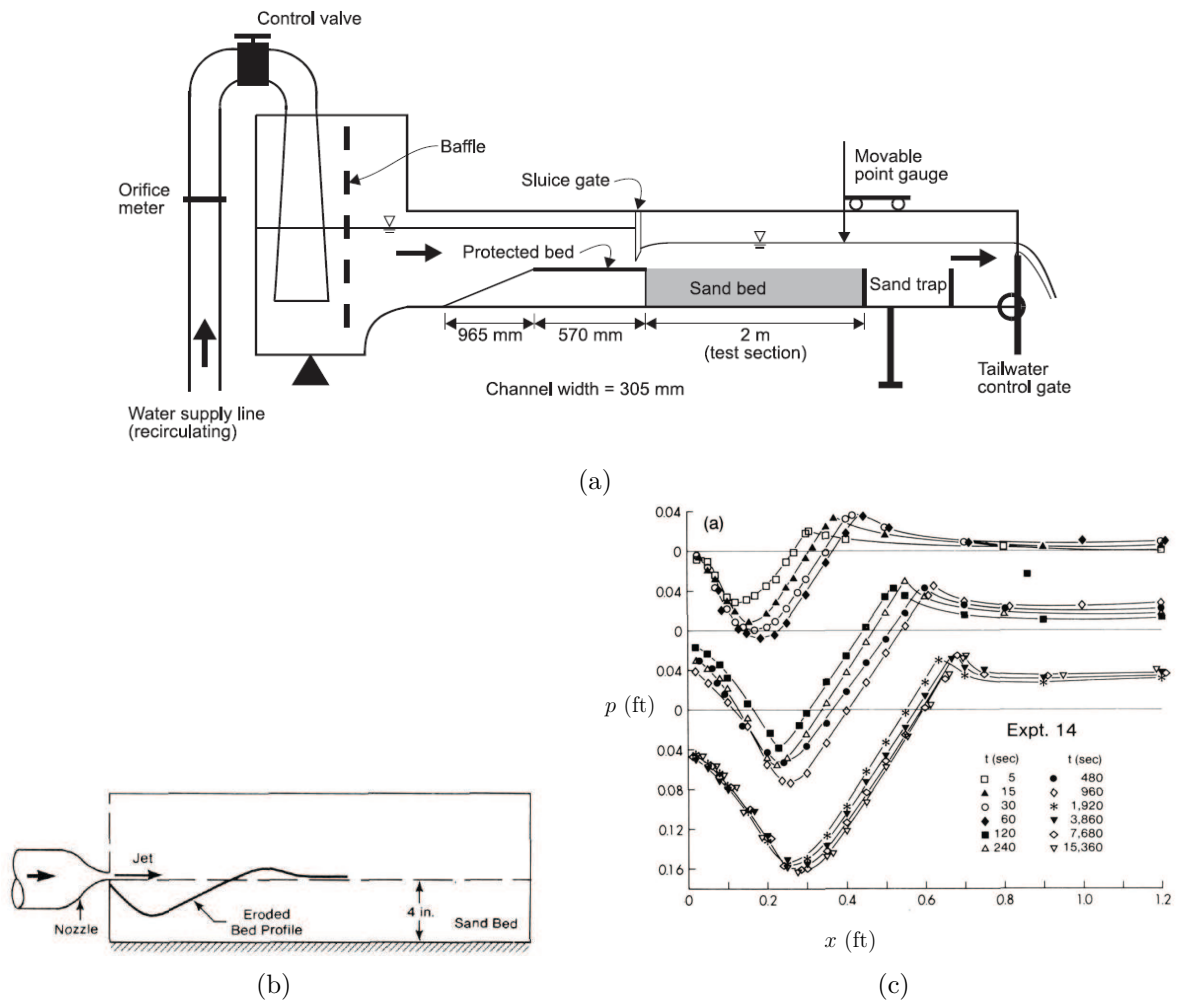 Control valve
Baffle
Orifice
meter
Sluice gate
Movable
point gauge
Protected bed
Sand bed
Sand trap
965 mm
570 mm
2 m
(test section)
Channel width = 305 mm
Tailwater
control gate
Water supply line
(recirculating)
(a)
Jet
Nozzle
Eroded
Bed Profile
4 in.
Sand Bed
(b)
(a)
0.04
0
0.04
0
0.04
0
0.04
0.08
0.12
0.16
p (ft)
Expt. 14
t (sec) t (sec)
5 480
15 960
30 1,920
60 3,860
120 7,680
240 15,360
0 0.2 0.4 0.6 0.8 1.0 1.2
x (ft)
(c)